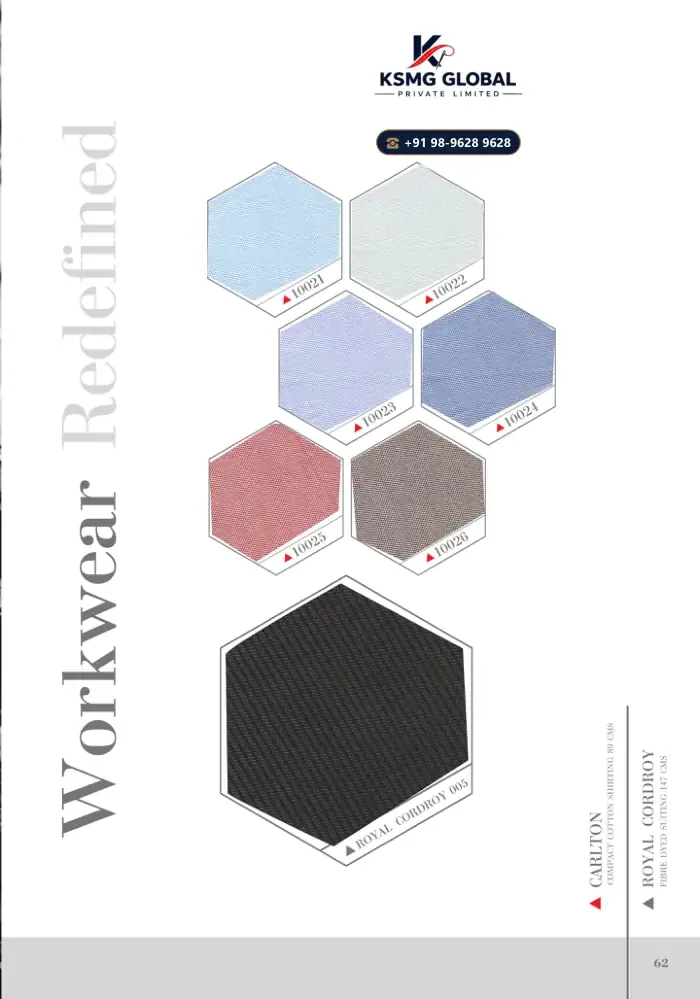 KSMG GLOBAL
PRIVATE LIMITED
+91 98-9628 9628
Workwear Redefined
▲10021
▲10022
▲10023
▲10024
▲10025
▲10026
▲ROYAL CORDROY 005
▲ CARLTON
COMPACT COTTON SHIRTING 89 CMS
▲ ROYAL CORDROY
FIBRE DYED SUITING 147 CMS
62